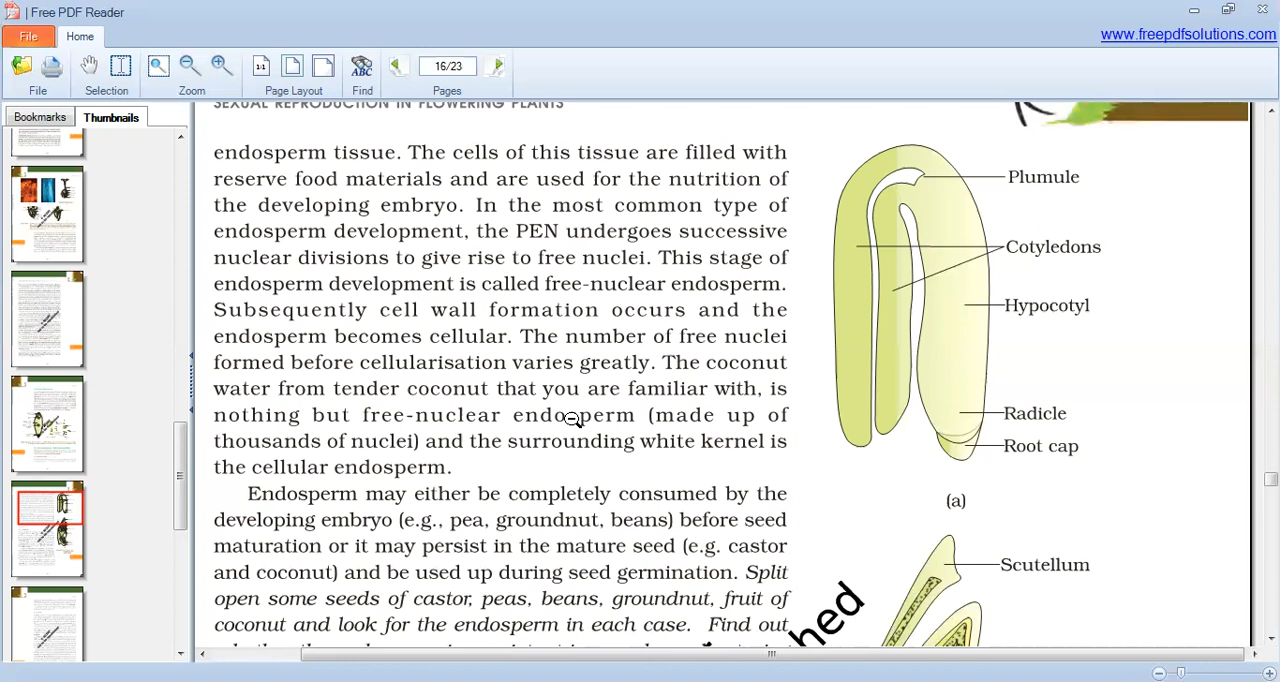 | Free PDF Reader
www.freepdfsolutions.com
File
Home
File
Selection
Zoom
1:1
Page Layout
ABC
Find
16/23
Pages
Bookmarks
Thumbnails
SEXUAL REPRODUCTION IN FLOWERING PLANTS
endosperm tissue. The cells of this tissue are filled with
reserve food materials and are used for the nutrition of
the developing embryo. In the most common type of
endosperm development, the PEN undergoes successive
nuclear divisions to give rise to free nuclei. This stage of
endosperm development is called free-nuclear endosperm.
Subsequently cell wall formation occurs and the
endosperm becomes cellular. The number of free nuclei
formed before cellularisation varies greatly. The coconut
water from tender coconut that you are familiar with, is
nothing but free-nuclear endosperm (made up of
thousands of nuclei) and the surrounding white kernel is
the cellular endosperm.
Endosperm may either be completely consumed by the
developing embryo (e.g., pea, groundnut, beans) before seed
maturation or it may persist in the mature seed (e.g. castor
and coconut) and be used up during seed germination. Split
open some seeds of castor, peas, beans, groundnut, fruit of
coconut and look for the endosperm in each case. Find out
Plumule
Cotyledons
Hypocotyl
Radicle
Root cap
(a)
Scutellum
hed